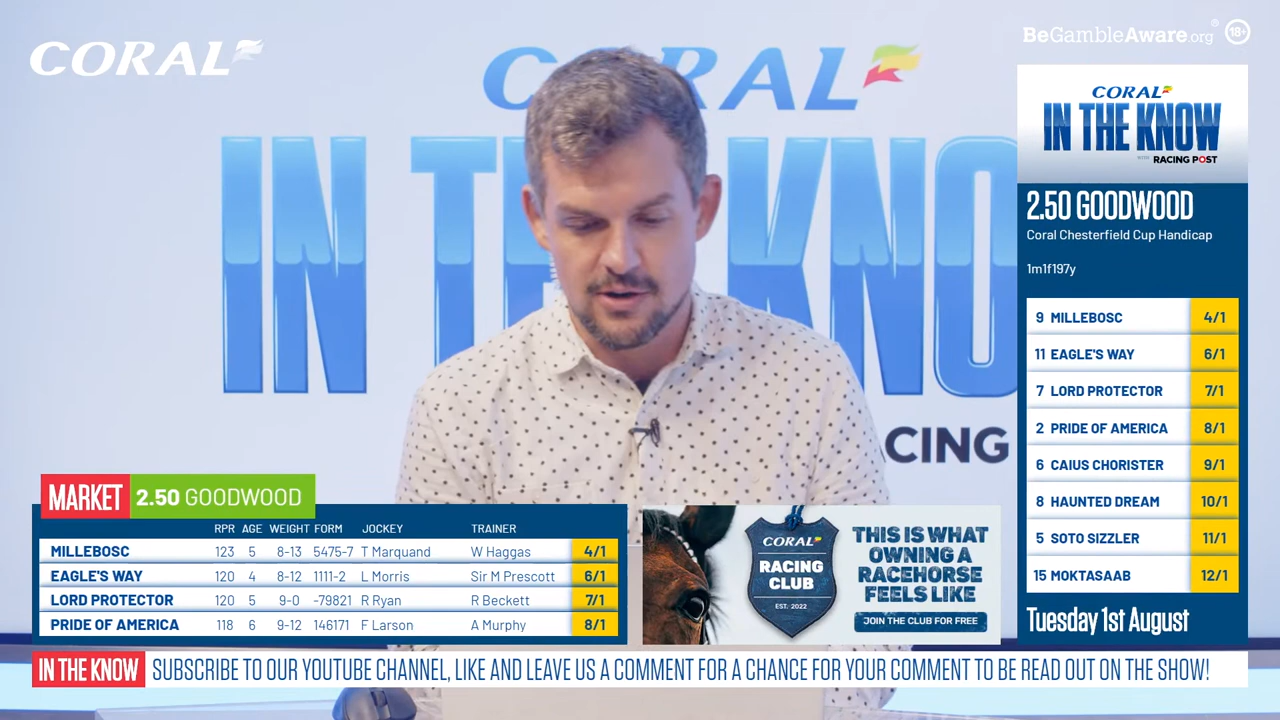 CORAL
BeGambleAware.org® 18+
CORAL
IN THE KNO
CING
CORAL
IN THE KNOW
WITH RACING POST
2.50 GOODWOOD
Coral Chesterfield Cup Handicap
1m1f197y
9 MILLEBOSC 4/1
11 EAGLE'S WAY 6/1
7 LORD PROTECTOR 7/1
2 PRIDE OF AMERICA 8/1
6 CAIUS CHORISTER 9/1
8 HAUNTED DREAM 10/1
5 SOTO SIZZLER 11/1
15 MOKTASAAB 12/1
Tuesday 1st August
MARKET 2.50 GOODWOOD
RPR AGE WEIGHT FORM JOCKEY TRAINER
MILLEBOSC 123 5 8-13 5475-7 T Marquand W Haggas 4/1
EAGLE'S WAY 120 4 8-12 1111-2 L Morris Sir M Prescott 6/1
LORD PROTECTOR 120 5 9-0 -79821 R Ryan R Beckett 7/1
PRIDE OF AMERICA 118 6 9-12 146171 F Larson A Murphy 8/1
CORAL
RACING
CLUB
EST. 2022
THIS IS WHAT
OWNING A
RACEHORSE
FEELS LIKE
JOIN THE CLUB FOR FREE
IN THE KNOW SUBSCRIBE TO OUR YOUTUBE CHANNEL, LIKE AND LEAVE US A COMMENT FOR A CHANCE FOR YOUR COMMENT TO BE READ OUT ON THE SHOW!